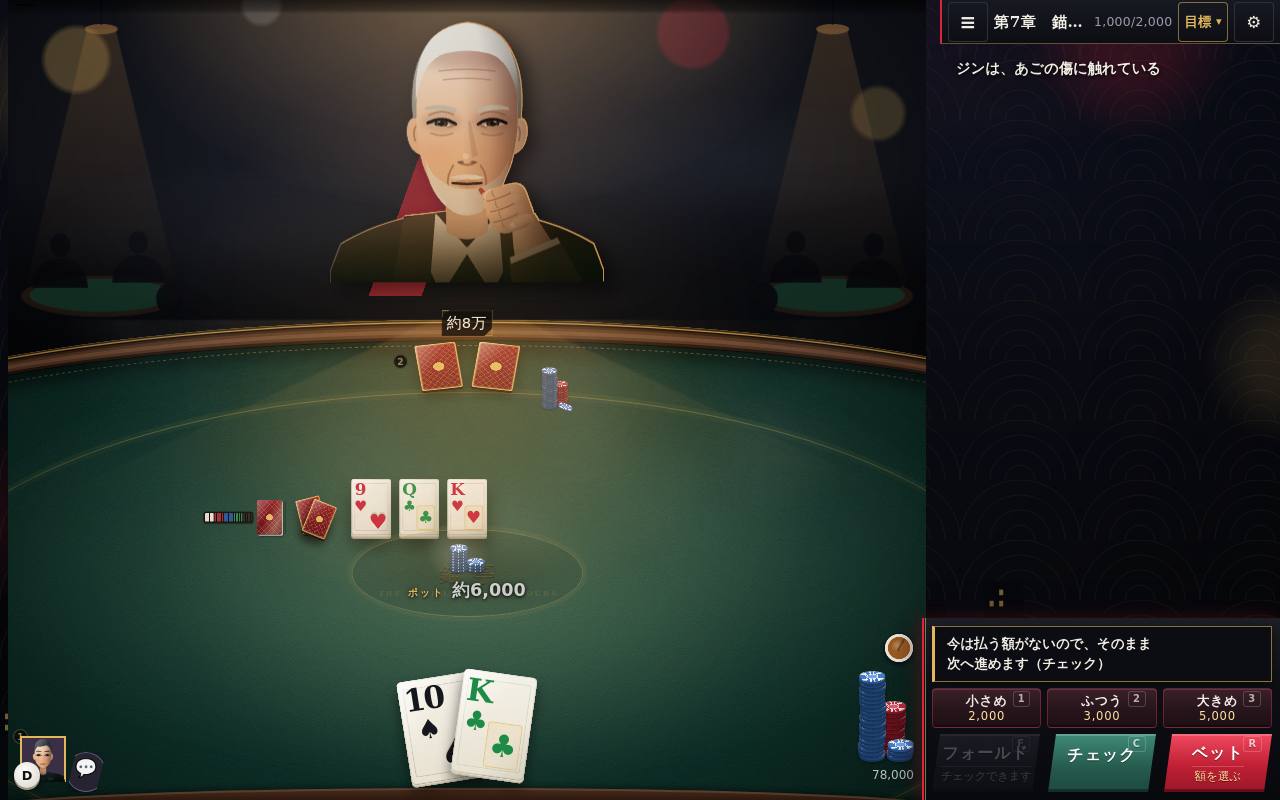 ☰ 第7章 錨… 1,000/2,000 目標 ▾ ⚙
ジンは、あごの傷に触れている
約8万
2
9
Q
K
ポット 約6,000
10
K
D
78,000
今は払う額がないので、そのまま
次へ進めます（チェック）
小さめ 1
2,000
ふつう 2
3,000
大きめ 3
5,000
フォールド F
チェックできます
チェック C
ベット R
額を選ぶ